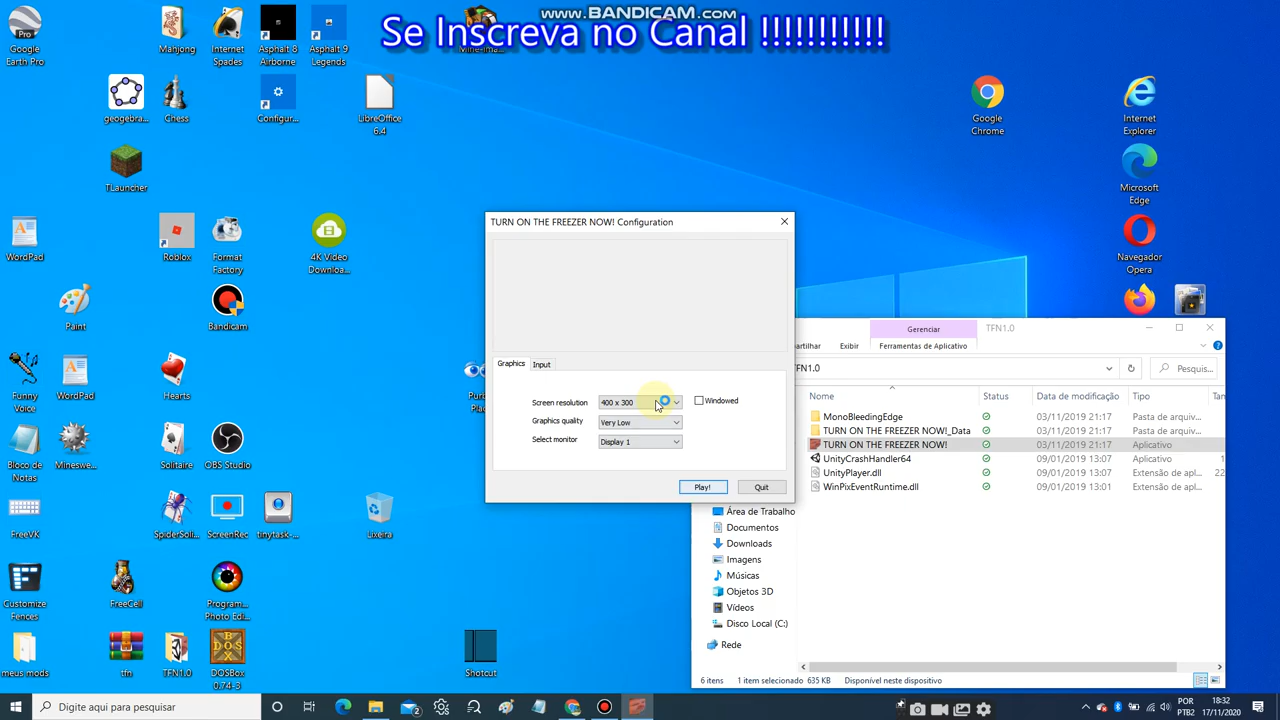 www.BANDICAM.com
Se Inscreva no Canal !!!!!!!!!!!
Google Earth Pro
Mahjong
Internet Spades
Asphalt 8 Airborne
Asphalt 9 Legends
geogebra...
Chess
Configur...
LibreOffice 6.4
Google Chrome
Internet Explorer
TLauncher
Microsoft Edge
WordPad
Roblox
Format Factory
4K Video Downloa...
Navegador Opera
Paint
Bandicam
Funny Voice
WordPad
Hearts
Bloco de Notas
Mineswe...
Solitaire
OBS Studio
FreeVK
SpiderSoli...
ScreenRec
tinytask-...
Lixeira
Customize Fences
FreeCell
Program... Photo Edi...
meus mods
tfn
TFN1.0
DOSBox 0.74-3
Shotcut
TURN ON THE FREEZER NOW! Configuration
Graphics
Input
Screen resolution
400 x 300
Windowed
Graphics quality
Very Low
Select monitor
Display 1
Play!
Quit
Gerenciar
TFN1.0
Exibir
Ferramentas de Aplicativo
TFN1.0
Pesquis...
Nome
Status
Data de modificação
MonoBleedingEdge
03/11/2019 21:17
Pasta de arquiv...
TURN ON THE FREEZER NOW!_Data
03/11/2019 21:17
Pasta de arquiv...
TURN ON THE FREEZER NOW!
03/11/2019 21:17
Aplicativo
UnityCrashHandler64
09/01/2019 13:07
Aplicativo
UnityPlayer.dll
09/01/2019 13:07
Extensão de apl...
WinPixEventRuntime.dll
09/01/2019 13:01
Extensão de apl...
Área de Trabalho
Documentos
Downloads
Imagens
Músicas
Objetos 3D
Vídeos
Disco Local (C:)
Rede
6 itens
1 item selecionado 635 KB
Disponível neste dispositivo
Digite aqui para pesquisar
POR
PTB2
18:32
17/11/2020